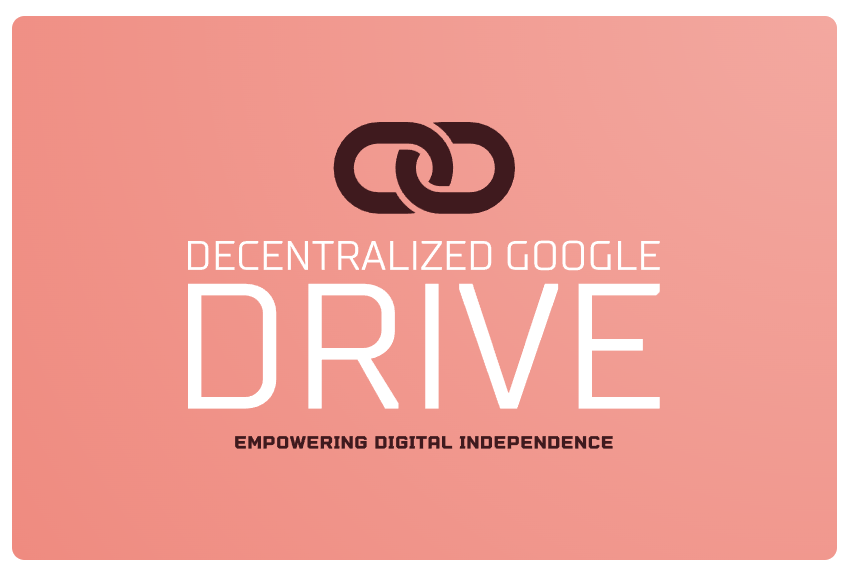 DECENTRALIZED GOOGLE
DRIVE
EMPOWERING DIGITAL INDEPENDENCE